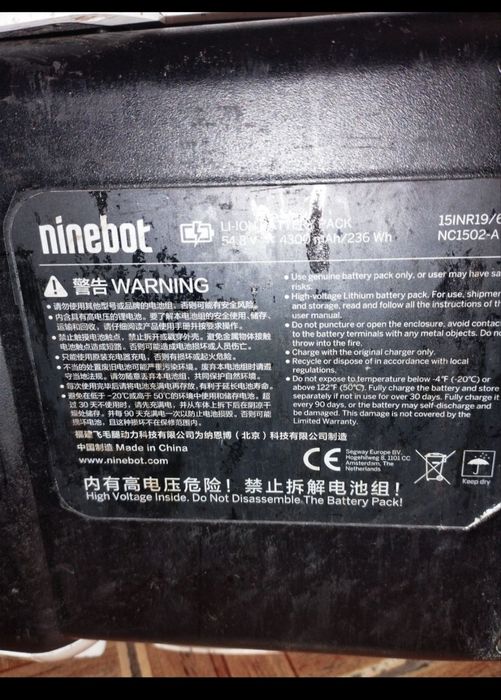 ninebot
LI-ION BATTERY PACK
54.8 V 4300 mAh/236 Wh
15INR19/6
NC1502-A
警告 WARNING
• 请勿使用其他型号或品牌的电池组,否则可能有安全风险。
• 内含具有高电压的锂电池。要了解本电池组的安全使用、储存、
运输和回收,请仔细阅读产品使用手册并按要求操作。
• 禁止触摸电池触点,禁止拆开或戳穿外壳。避免金属物体接触
电池触点造成短路,否则可能造成电池损坏或人员伤亡。
• 只能使用原装充电器充电,否则有损坏或起火危险。
• 不当的处置废旧电池可能严重污染环境。废弃本电池组时请遵
守当地法规。请勿随意丢弃本电池组,共同保护自然环境。
• 每次使用完毕后请将电池充满电再存放,有利于延长电池寿命。
• 避免在低于 -20℃或高于 50℃的环境中使用和储存电池。超
过 30 天不使用时,请先充满电,并从车体上拆下后在阴凉干
燥处储存。并每 90 天充电一次以防止电池损毁。否则可能
损坏电池,且这种损坏不在保修范围内。
福建飞毛腿动力科技有限公司为纳恩博(北京)科技有限公司制造
中国制造 Made in China
www.ninebot.com
• Use genuine battery pack only, or user may have sa
risks.
• High-voltage Lithium battery pack. For use, shipmer
and storage, read and follow all the instructions of th
user manual.
• Do not puncture or open the enclosure, avoid contac
to the battery terminals with any metal objects. Do no
throw into the fire.
• Charge with the original charger only.
• Recycle or dispose of in accordance with local
regulations.
• Do not expose to temperature below -4°F (-20°C) or
above 122°F (50°C). Fully charge the battery and store
separately if not in use for over 30 days. Fully charge it
every 90 days, or the battery may self-discharge and
be damaged. This damage is not covered by the
Limited Warranty.
CE
Segway Europe BV.
Hogehilweg 8, 1101 CC
Amsterdam, The
Netherlands
Keep dry
内有高电压危险!禁止拆解电池组!
High Voltage Inside. Do Not Disassemble The Battery Pack!